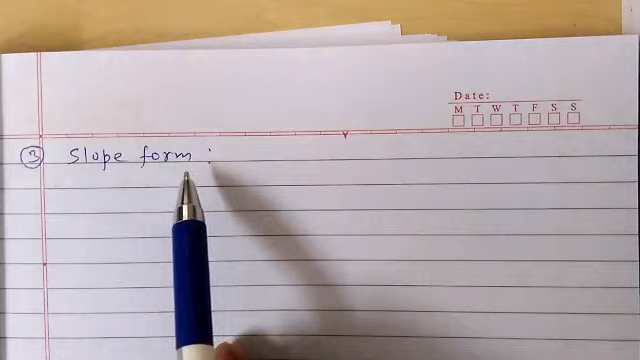 Date:
M T W T F S S
③ Slope form :